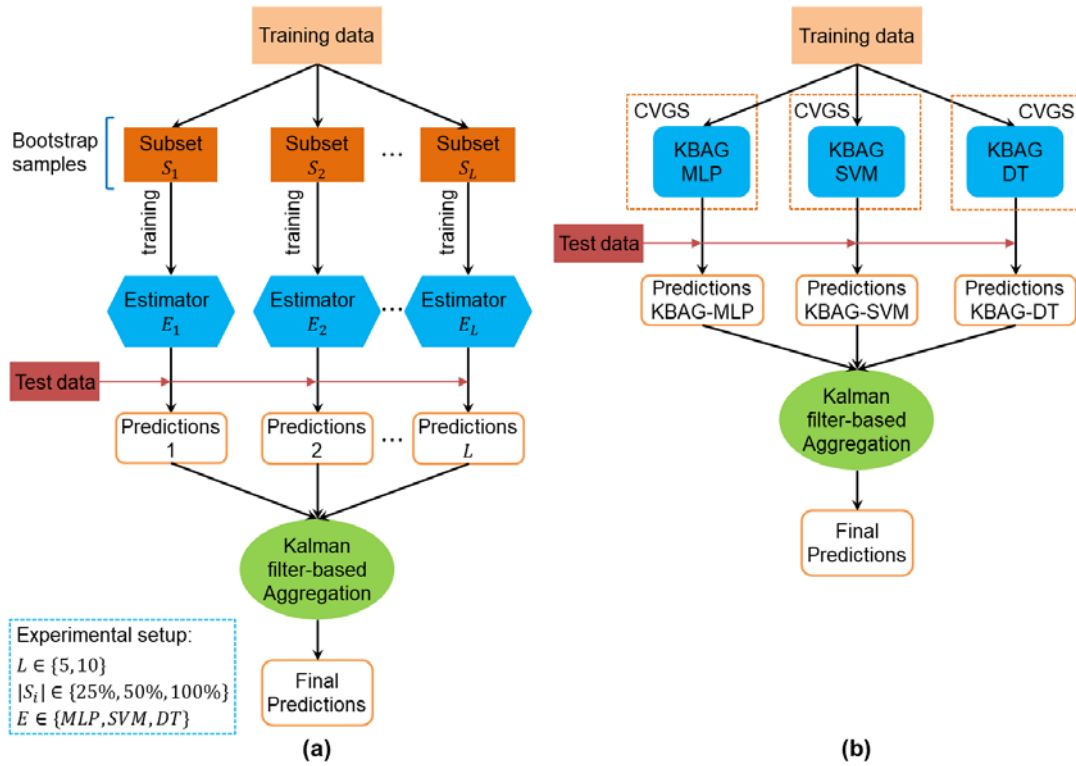 Training data
Bootstrap
samples
Subset
S₁
Subset
S₂
...
Subset
S_L
training
training
training
Estimator
E₁
Estimator
E₂
...
Estimator
E_L
Test data
Predictions
1
Predictions
2
...
Predictions
L
Kalman
filter-based
Aggregation
Final
Predictions
Experimental setup:
L ∈ {5, 10}
|Sᵢ| ∈ {25%, 50%, 100%}
E ∈ {MLP, SVM, DT}
(a)
Training data
CVGS
KBAG
MLP
CVGS
KBAG
SVM
CVGS
KBAG
DT
Test data
Predictions
KBAG-MLP
Predictions
KBAG-SVM
Predictions
KBAG-DT
Kalman
filter-based
Aggregation
Final
Predictions
(b)